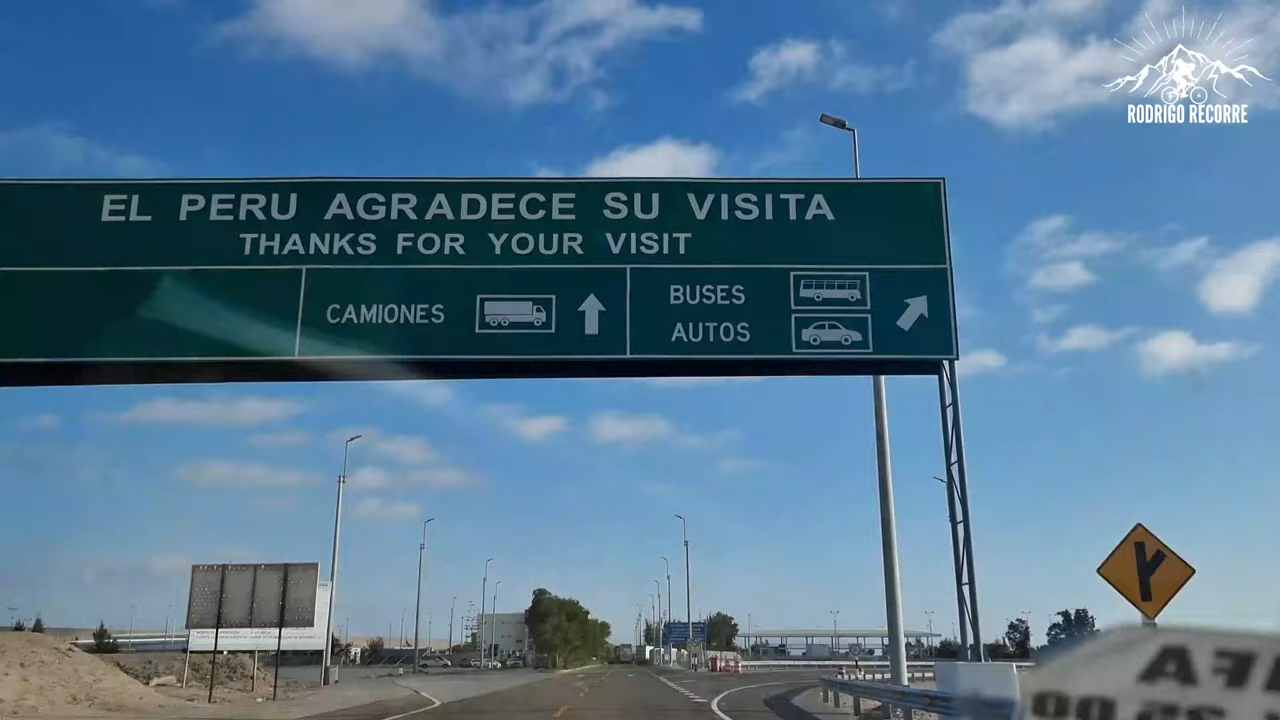 RODRIGO RECORRE
EL PERU AGRADECE SU VISITA
THANKS FOR YOUR VISIT
CAMIONES
BUSES
AUTOS